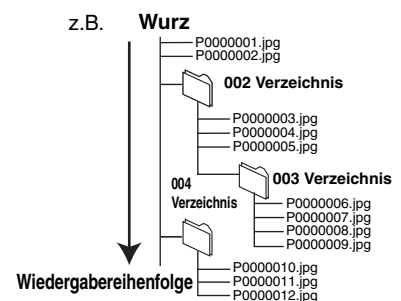 z.B. Wurz
P0000001.jpg
P0000002.jpg
002 Verzeichnis
P0000003.jpg
P0000004.jpg
P0000005.jpg
003 Verzeichnis
004
Verzeichnis
P0000006.jpg
P0000007.jpg
P0000008.jpg
P0000009.jpg
P0000010.jpg
P0000011.jpg
P0000012.jpg
Wiedergabereihenfolge